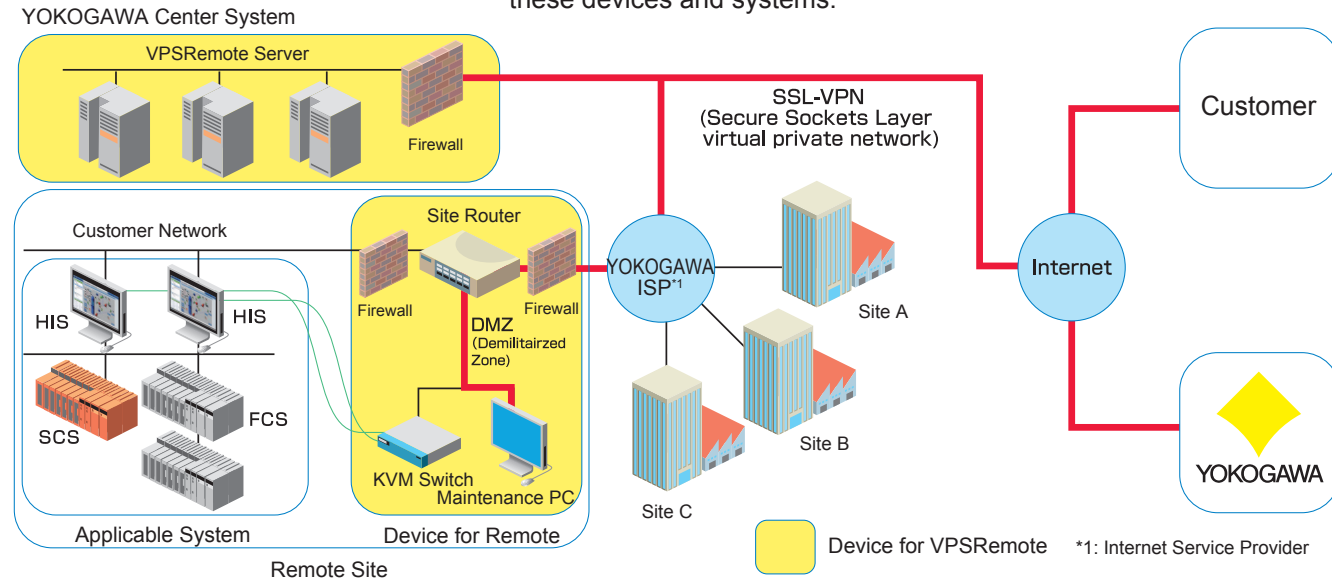 these devices and systems.
YOKOGAWA Center System
VPSRemote Server
Firewall
SSL-VPN
(Secure Sockets Layer
virtual private network)
Customer
Customer Network
Site Router
Firewall
Firewall
HIS
HIS
SCS
FCS
DMZ
(Demilitairzed
Zone)
KVM Switch
Maintenance PC
YOKOGAWA
ISP*1
Site A
Site B
Site C
Internet
YOKOGAWA
Applicable System
Device for Remote
Remote Site
Device for VPSRemote
*1: Internet Service Provider